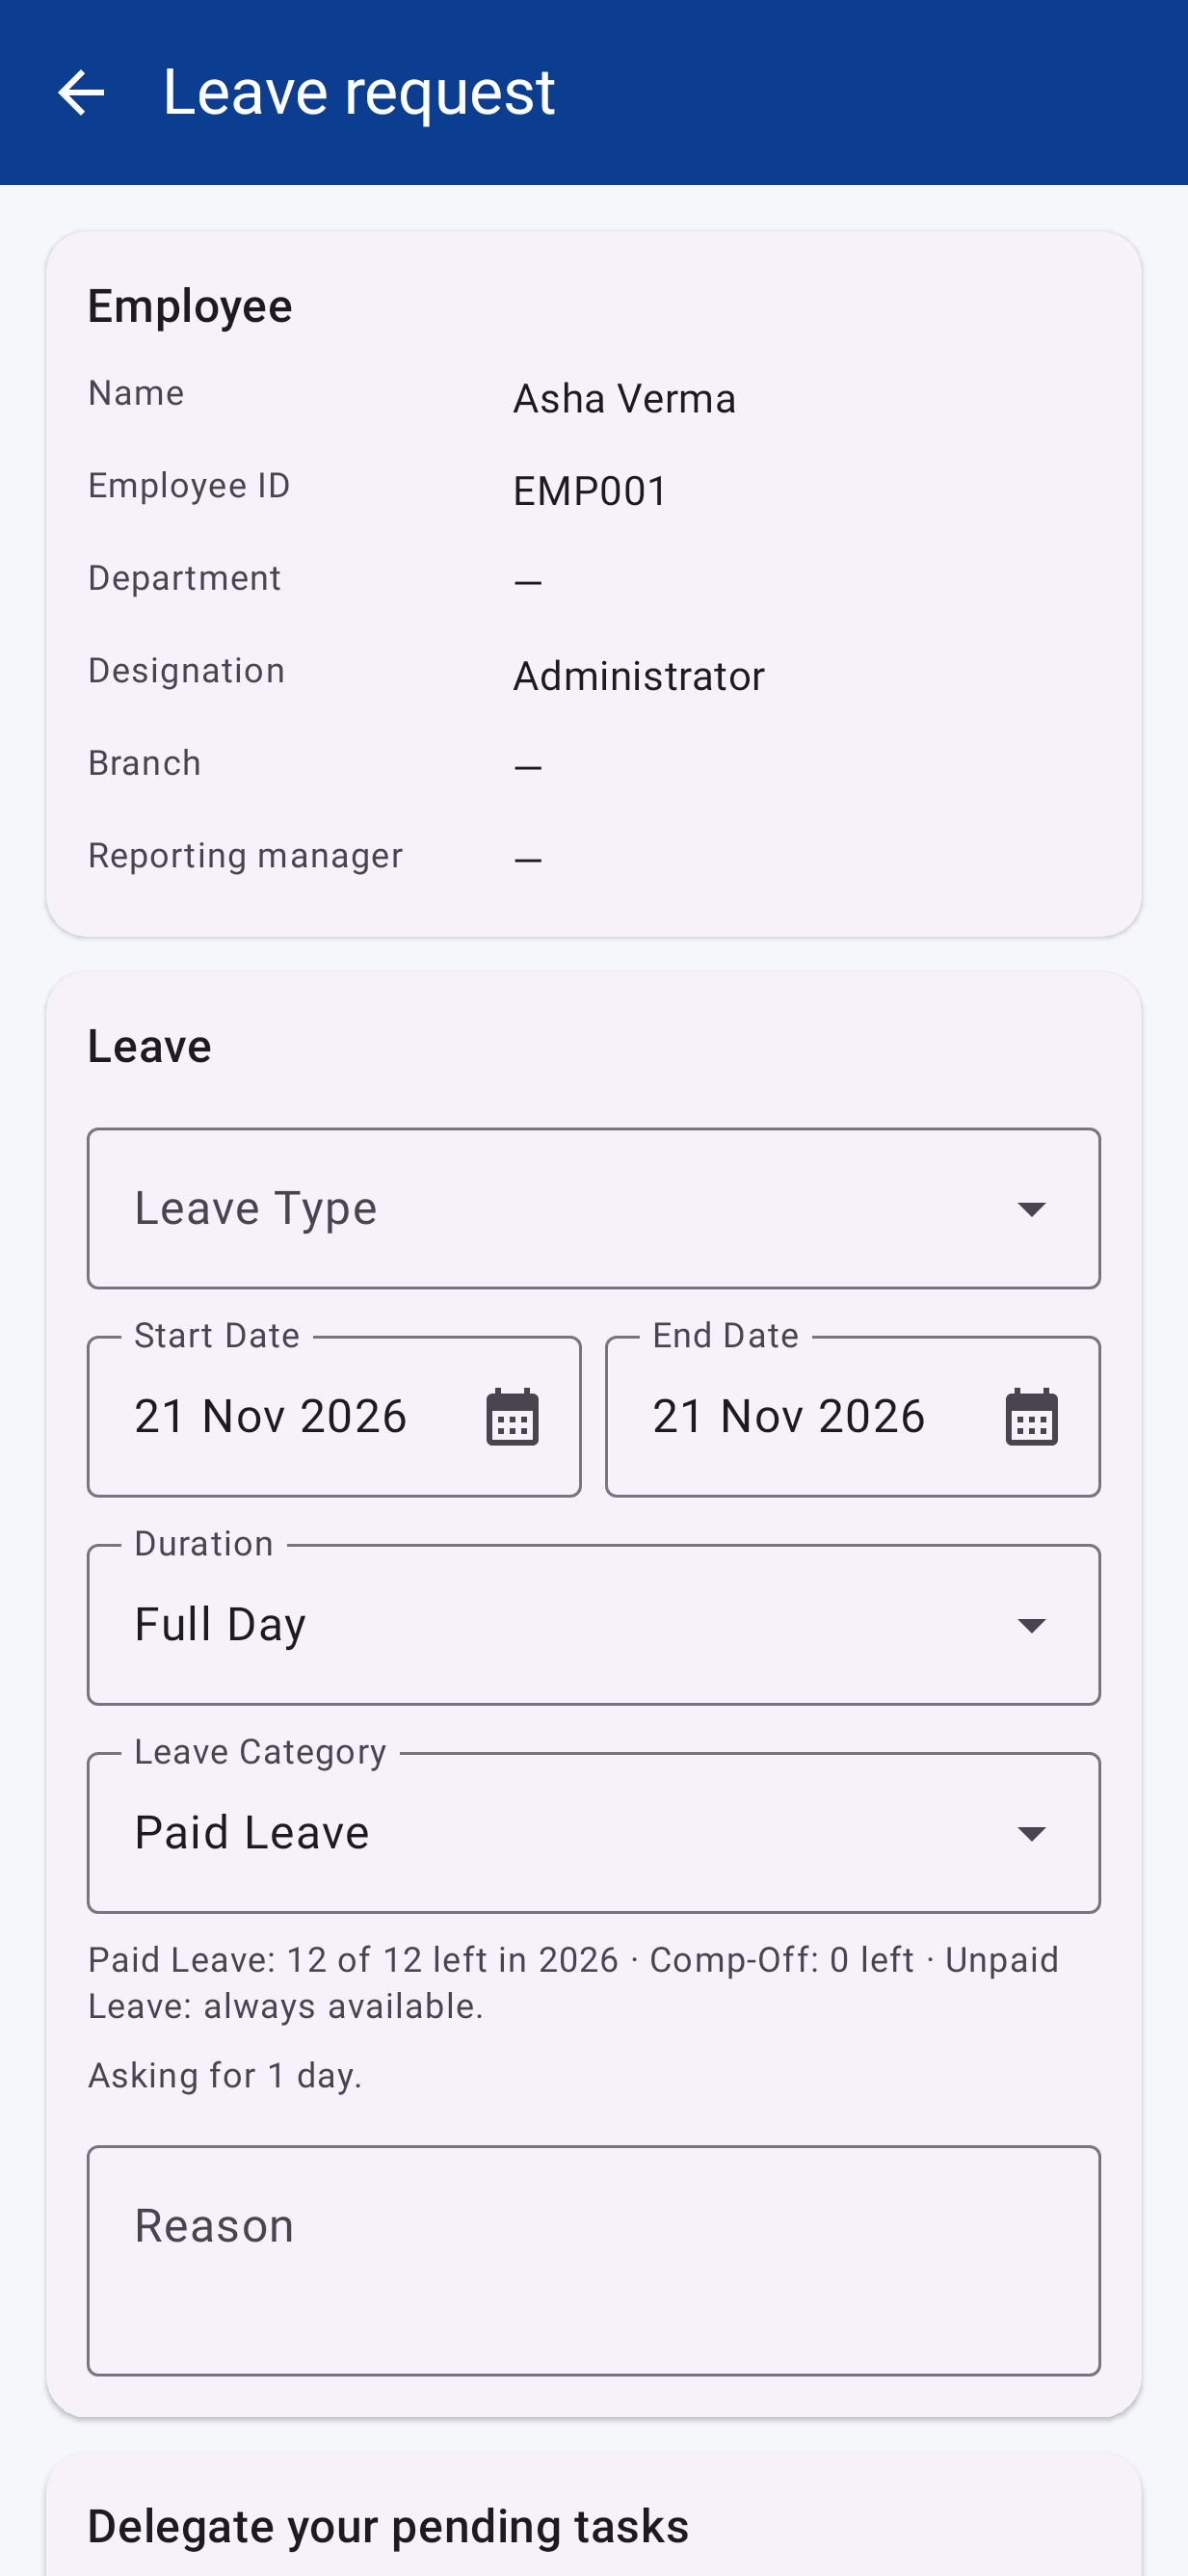 Leave request
Employee
Name Asha Verma
Employee ID EMP001
Department —
Designation Administrator
Branch —
Reporting manager —
Leave
Leave Type
Start Date End Date
21 Nov 2026 21 Nov 2026
Duration
Full Day
Leave Category
Paid Leave
Paid Leave: 12 of 12 left in 2026 · Comp-Off: 0 left · Unpaid
Leave: always available.
Asking for 1 day.
Reason
Delegate your pending tasks